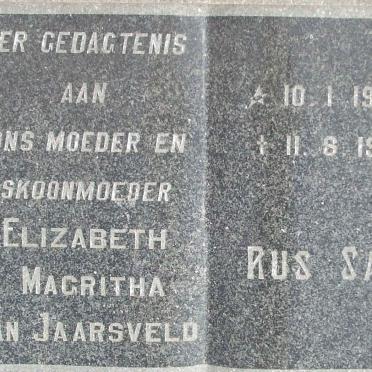 ER GEDAGTENIS
AAN
ONS MOEDER EN
SKOONMOEDER
ELIZABETH
MAGRITHA
AN JAARSVELD
☆ 10. 1 19
† 11. 8 19
RUS SA